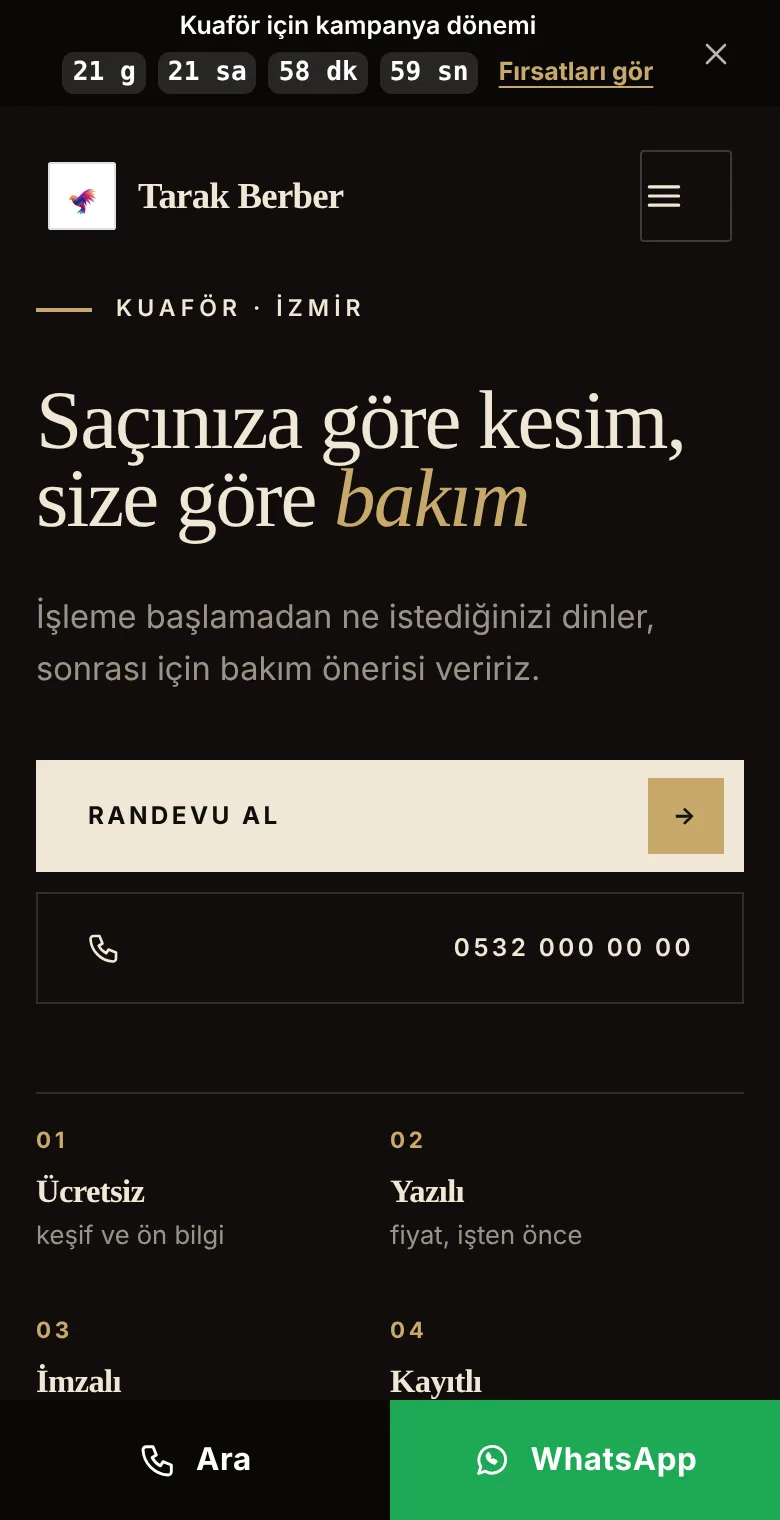 Kuaför için kampanya dönemi
21 g 21 sa 58 dk 59 sn Fırsatları gör
Tarak Berber
KUAFÖR · İZMİR
Saçınıza göre kesim,
size göre bakım
İşleme başlamadan ne istediğinizi dinler,
sonrası için bakım önerisi veririz.
RANDEVU AL
0532 000 00 00
01
Ücretsiz
keşif ve ön bilgi
02
Yazılı
fiyat, işten önce
03
İmzalı
04
Kayıtlı
Ara
WhatsApp